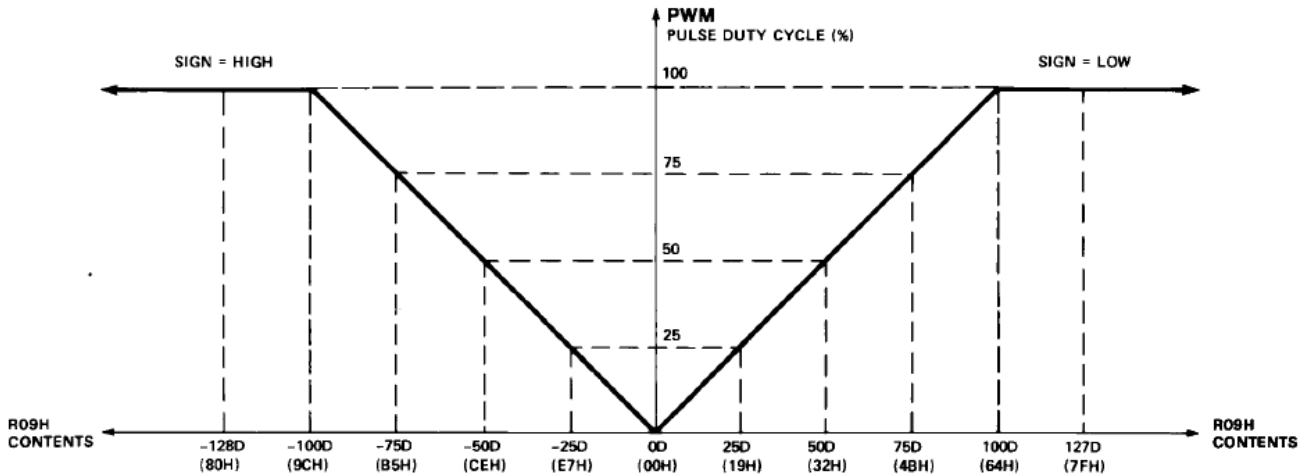 PWM
PULSE DUTY CYCLE (%)
SIGN = HIGH
SIGN = LOW
100
75
50
25
R09H
CONTENTS
-128D
(80H)
-100D
(9CH)
-75D
(B5H)
-50D
(CEH)
-25D
(E7H)
0D
(00H)
25D
(19H)
50D
(32H)
75D
(4BH)
100D
(64H)
127D
(7FH)
R09H
CONTENTS